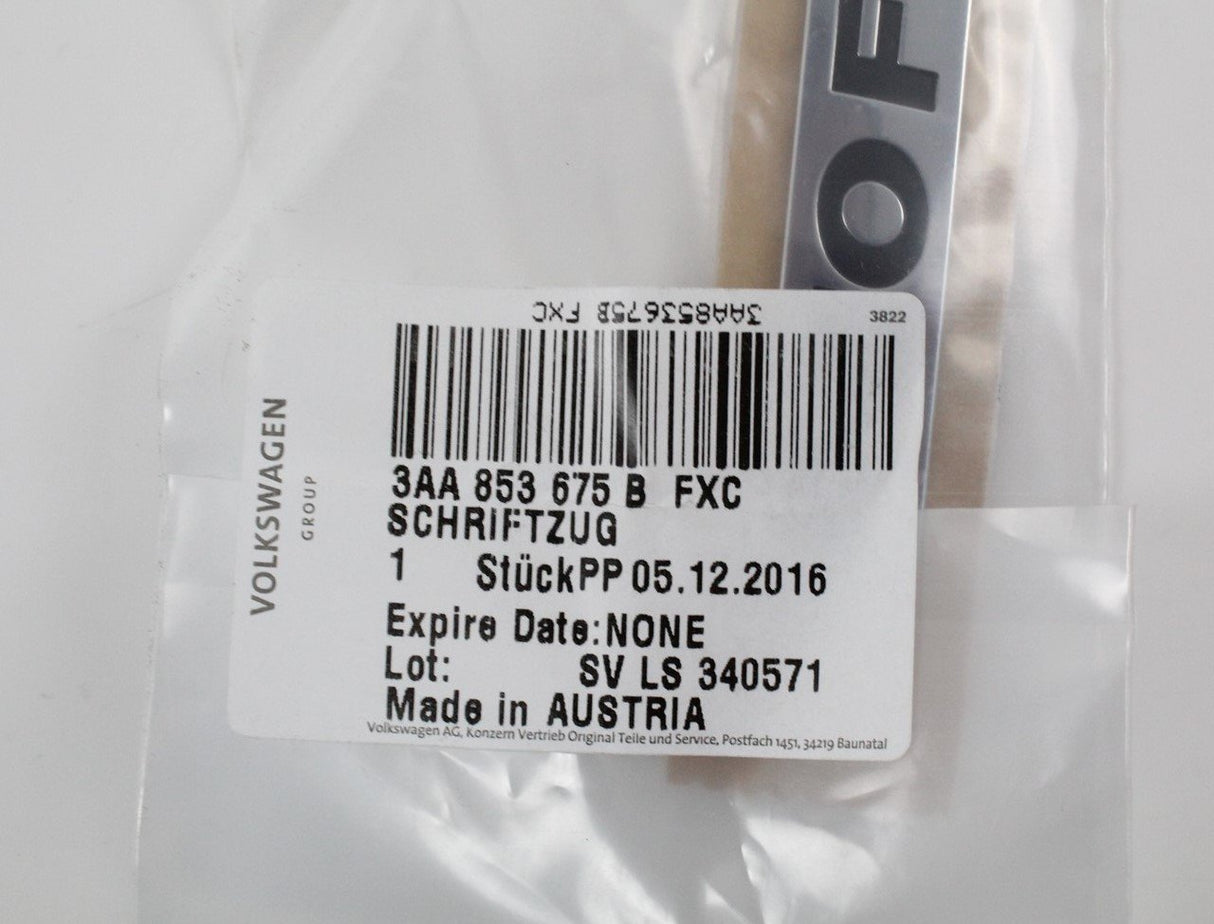 OF
3AA853675B FXC
3822
VOLKSWAGEN
GROUP
3AA 853 675 B FXC
SCHRIFTZUG
1 StückPP 05.12.2016
Expire Date:NONE
Lot: SV LS 340571
Made in AUSTRIA
Volkswagen AG, Konzern Vertrieb Original Teile und Service, Postfach 1451, 34219 Baunatal